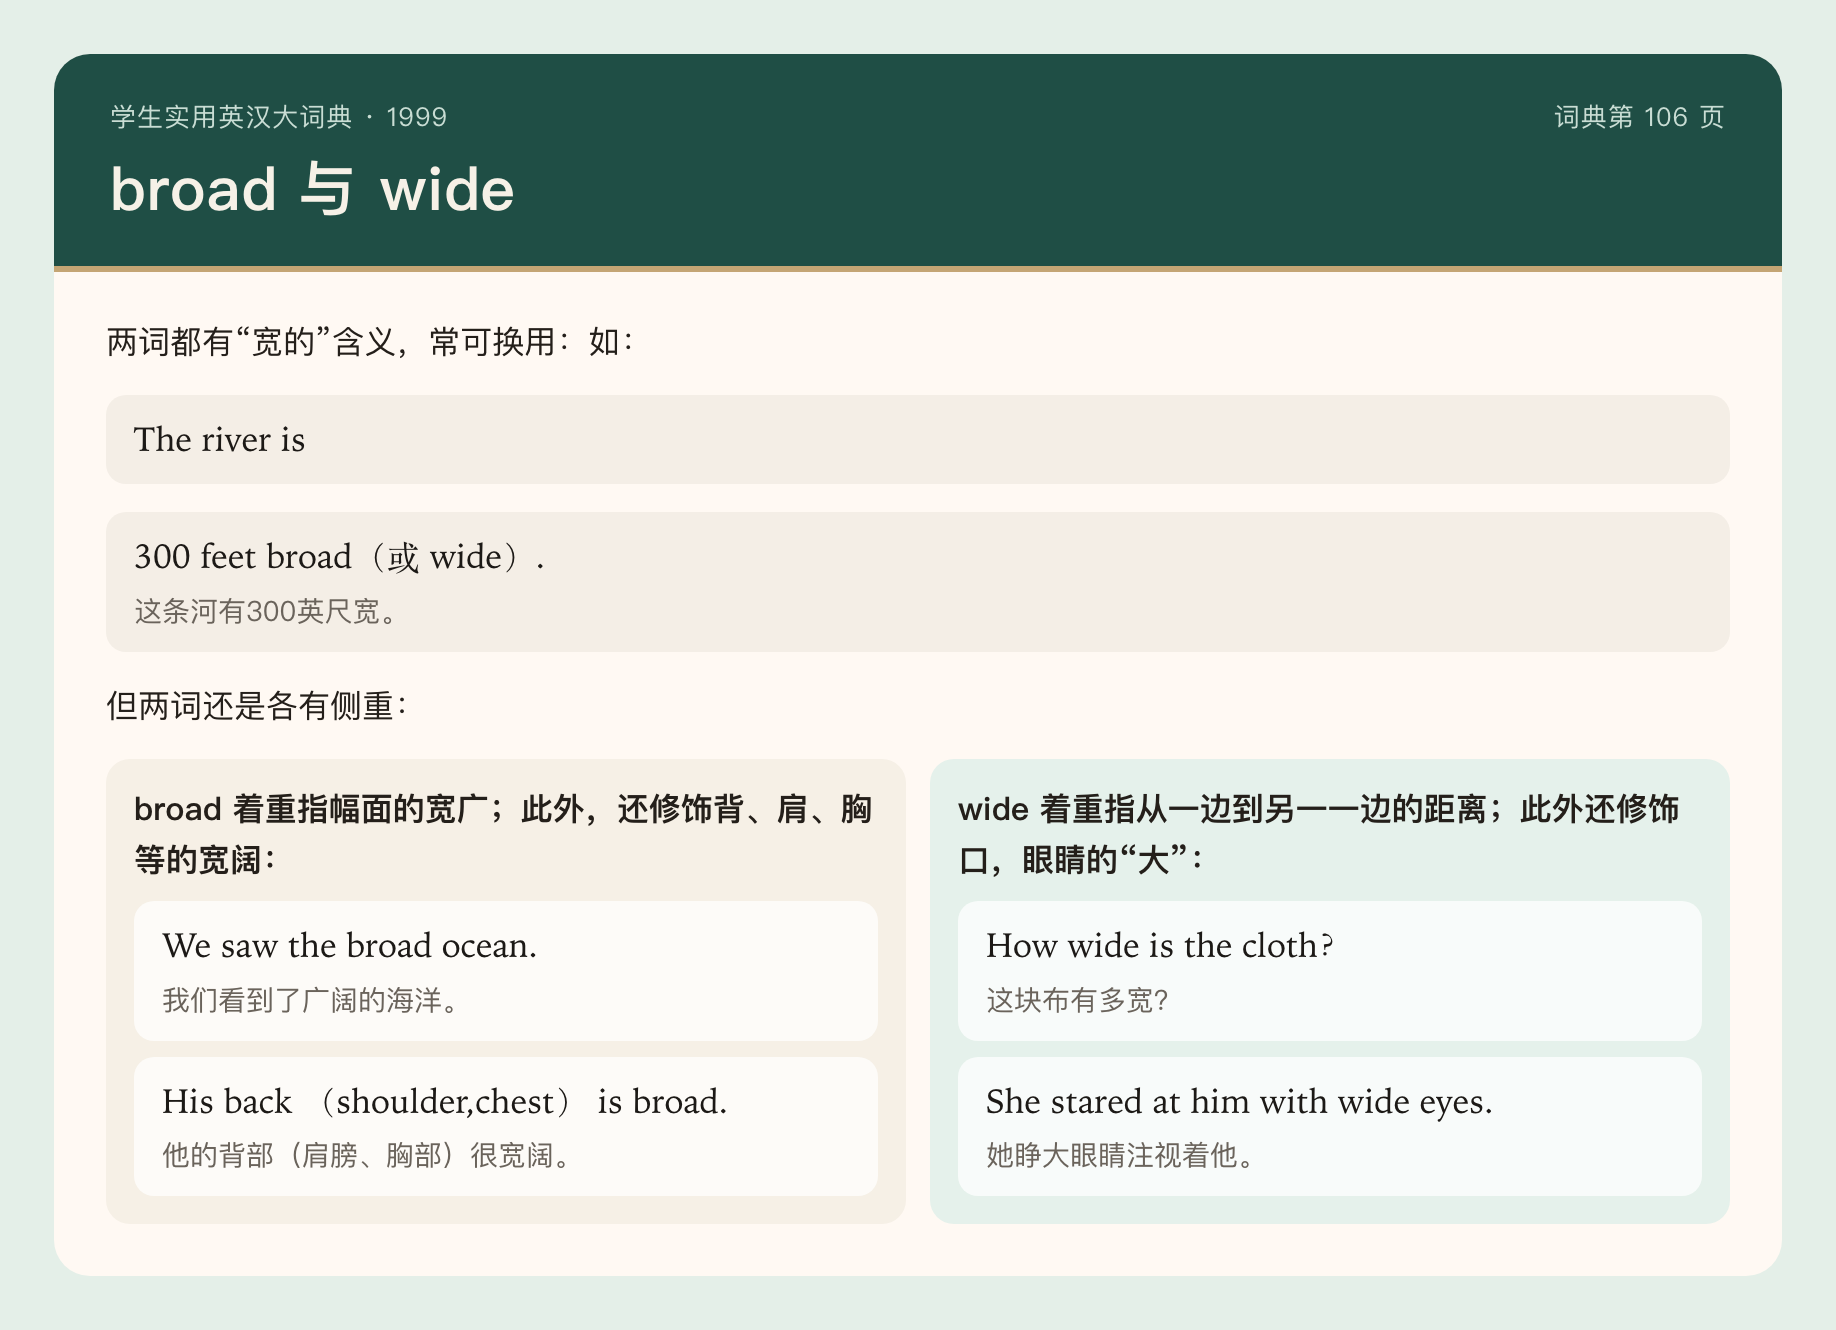 学生实用英汉大词典 · 1999
词典第 106 页
broad 与 wide
两词都有“宽的”含义，常可换用：如：
The river is
300 feet broad（或 wide）.
这条河有300英尺宽。
但两词还是各有侧重：
broad 着重指幅面的宽广；此外，还修饰背、肩、胸
等的宽阔：
We saw the broad ocean.
我们看到了广阔的海洋。
His back （shoulder,chest） is broad.
他的背部（肩膀、胸部）很宽阔。
wide 着重指从一边到另一一边的距离；此外还修饰
口，眼睛的“大”：
How wide is the cloth?
这块布有多宽?
She stared at him with wide eyes.
她睁大眼睛注视着他。